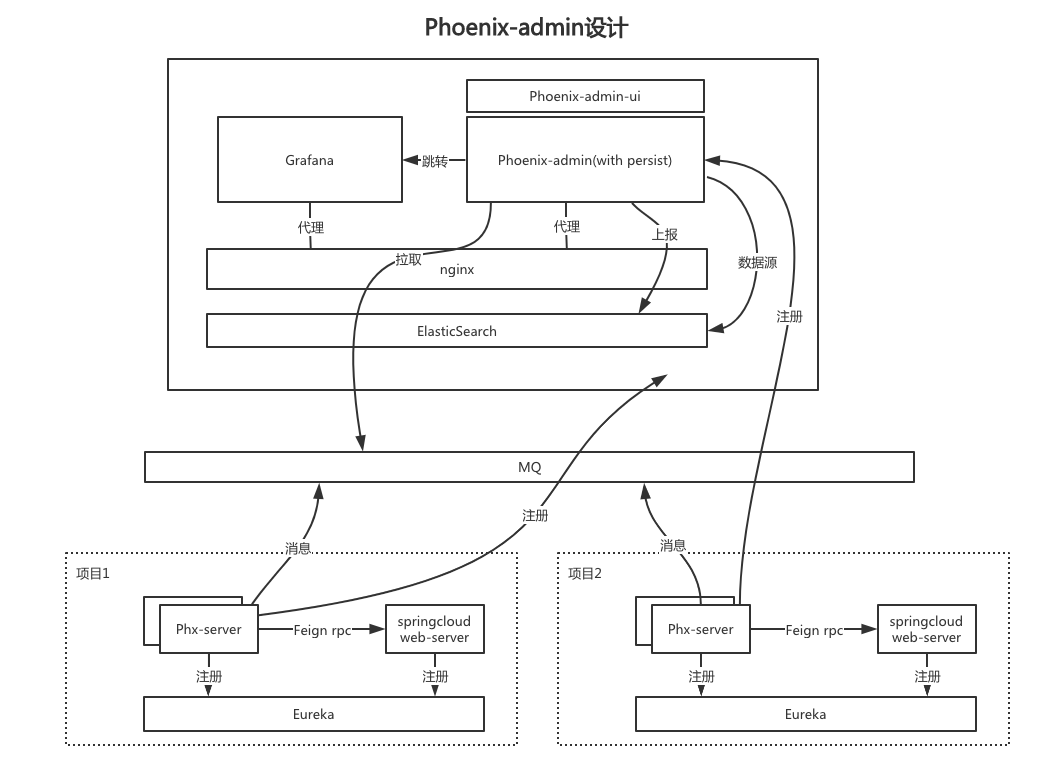 Phoenix-admin设计
Phoenix-admin-ui
Grafana
跳转
Phoenix-admin(with persist)
代理
代理
上报
拉取
nginx
数据源
注册
ElasticSearch
MQ
注册
消息
消息
项目1
Phx-server
Feign rpc
springcloud
web-server
注册
注册
Eureka
项目2
Phx-server
Feign rpc
springcloud
web-server
注册
注册
Eureka